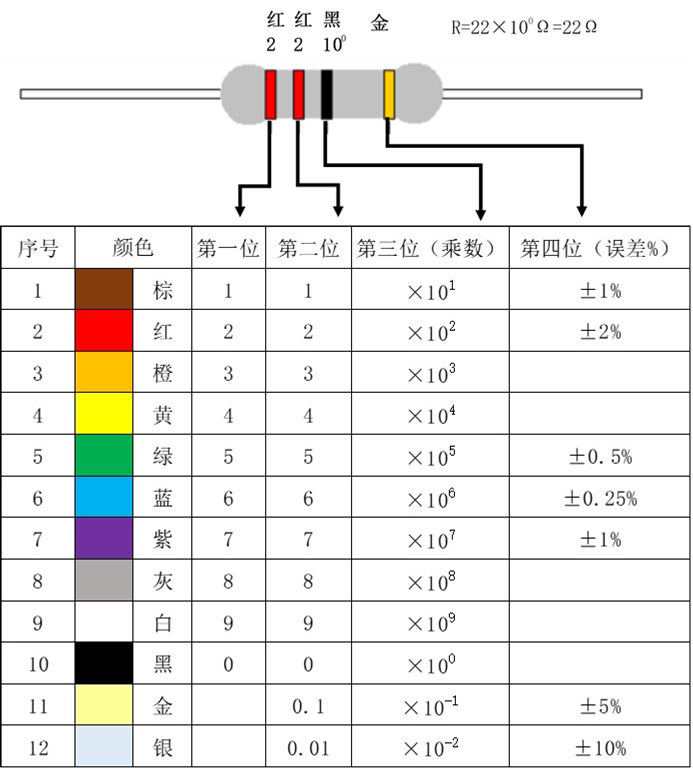 红 红 黑 金
2 2 10⁰
R=22×10⁰Ω=22Ω
序号 颜色 第一位 第二位 第三位（乘数） 第四位（误差%）
1 棕 1 1 ×10¹ ±1%
2 红 2 2 ×10² ±2%
3 橙 3 3 ×10³
4 黄 4 4 ×10⁴
5 绿 5 5 ×10⁵ ±0.5%
6 蓝 6 6 ×10⁶ ±0.25%
7 紫 7 7 ×10⁷ ±1%
8 灰 8 8 ×10⁸
9 白 9 9 ×10⁹
10 黑 0 0 ×10⁰
11 金 0.1 ×10⁻¹ ±5%
12 银 0.01 ×10⁻² ±10%